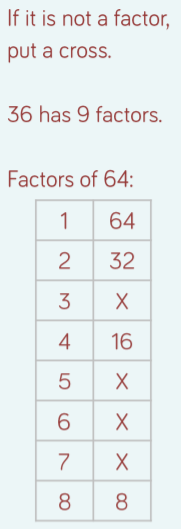 If it is not a factor,
put a cross.
36 has 9 factors.
Factors of 64:
1 64
2 32
3 X
4 16
5 X
6 X
7 X
8 8